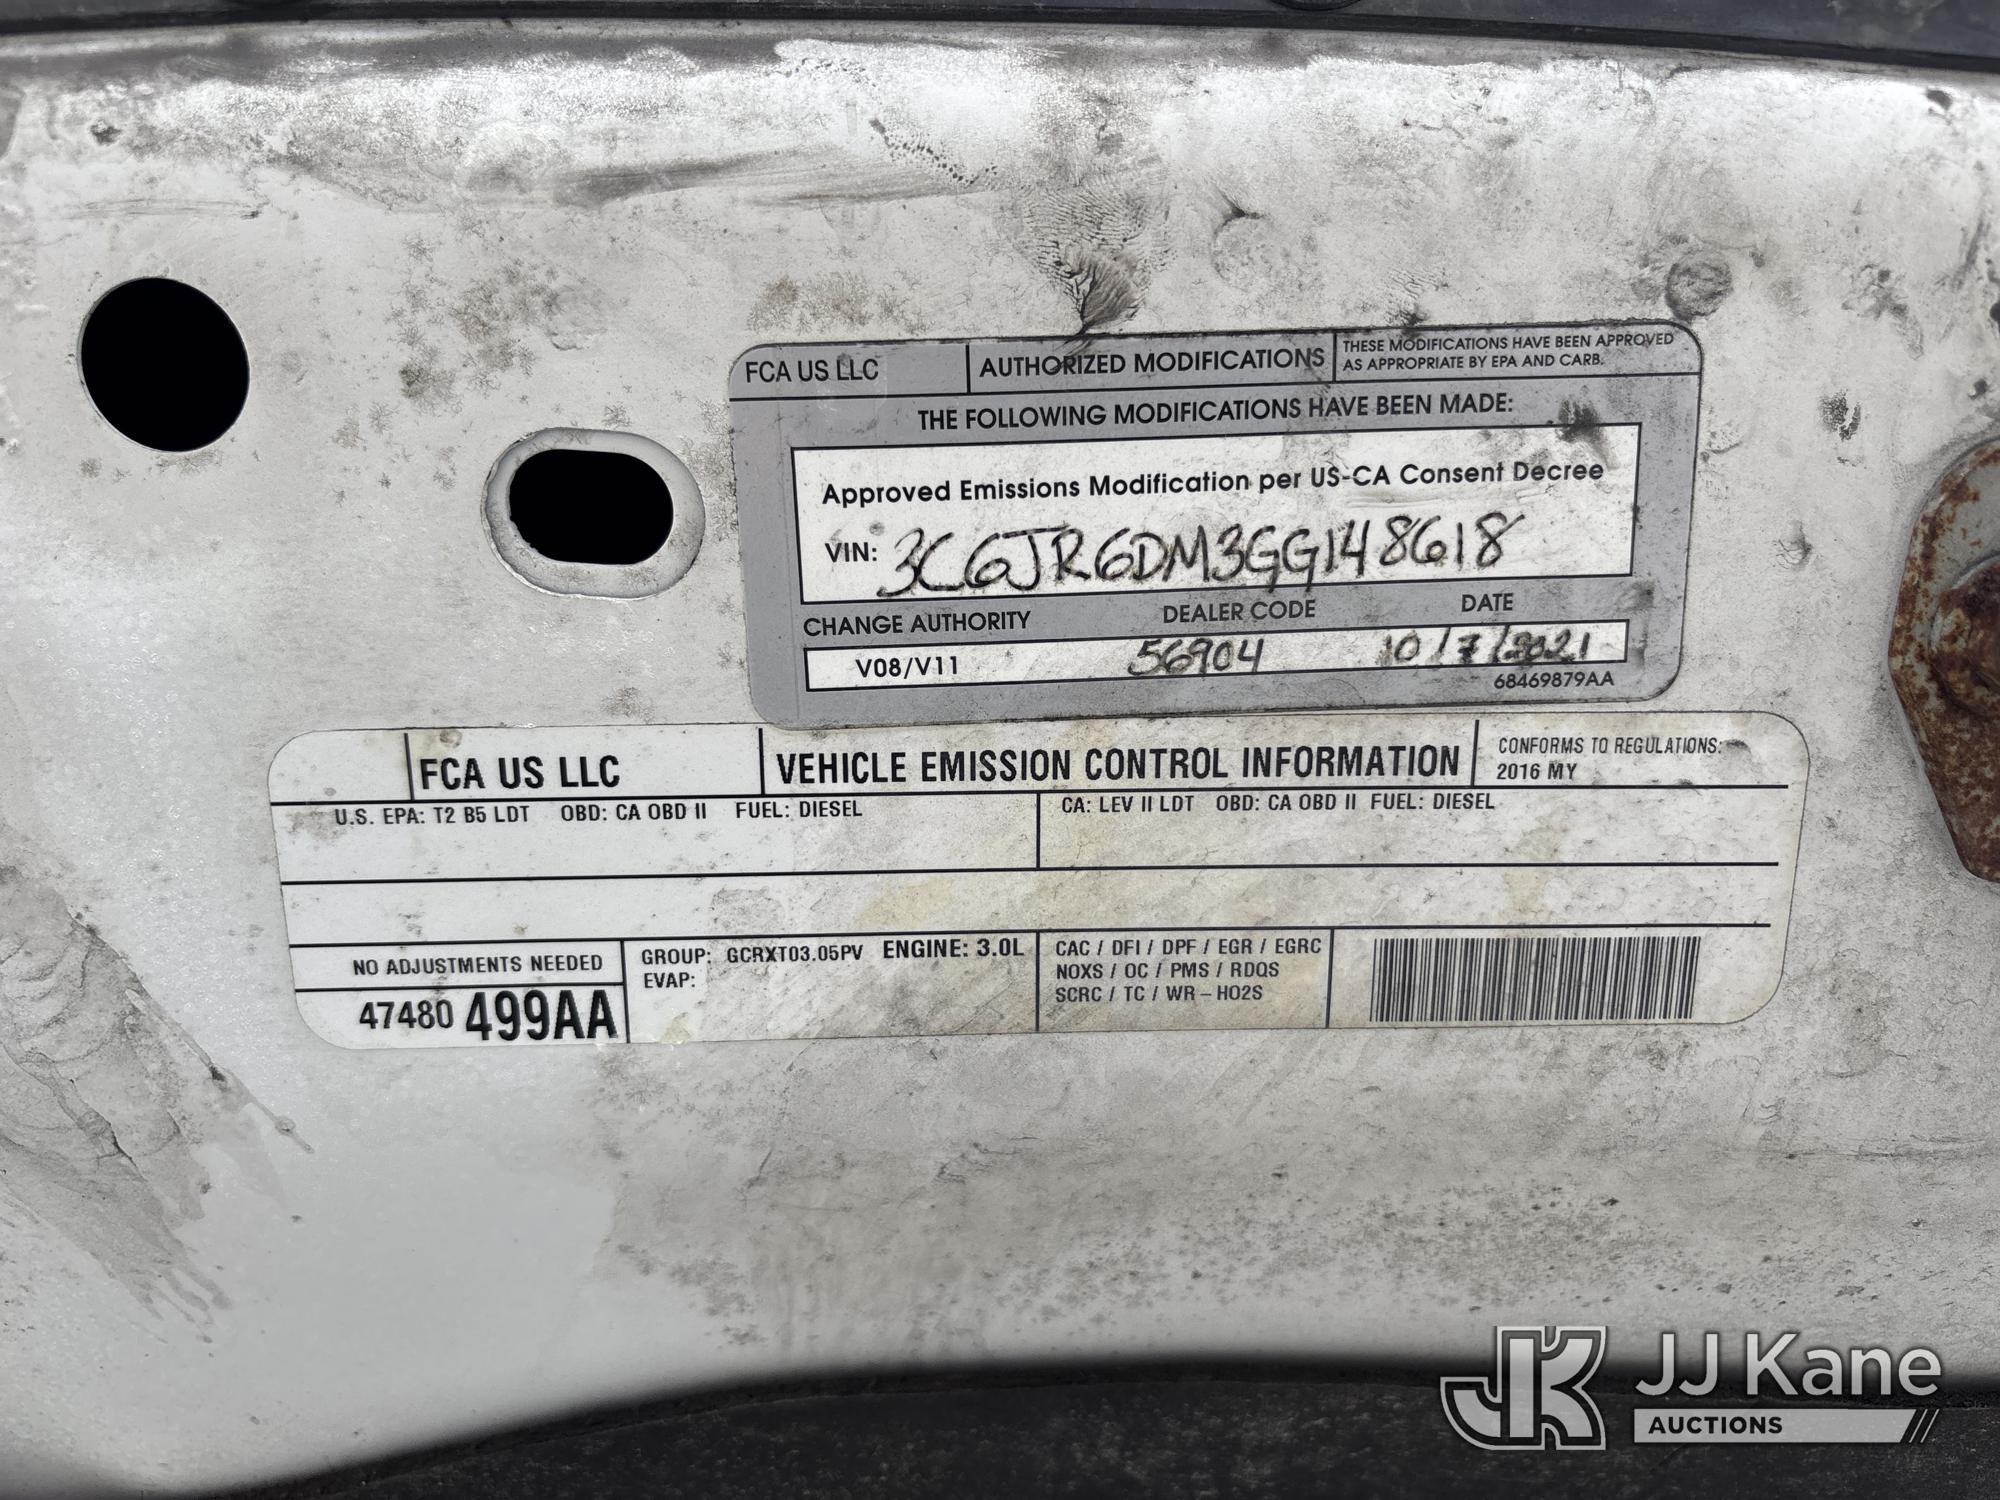 FCA US LLC AUTHORIZED MODIFICATIONS THESE MODIFICATIONS HAVE BEEN APPROVED
AS APPROPRIATE BY EPA AND CARB.
THE FOLLOWING MODIFICATIONS HAVE BEEN MADE:
Approved Emissions Modification per US-CA Consent Decree
VIN: 3C6JR6DM3GG148618
CHANGE AUTHORITY DEALER CODE DATE
V08/V11 56904 10/7/2021
68469879AA
FCA US LLC VEHICLE EMISSION CONTROL INFORMATION CONFORMS TO REGULATIONS:
2016 MY
U.S. EPA: T2 B5 LDT OBD: CA OBD II FUEL: DIESEL CA: LEV II LDT OBD: CA OBD II FUEL: DIESEL
NO ADJUSTMENTS NEEDED
47480 499AA
GROUP: GCRXT03.05PV ENGINE: 3.0L
EVAP:
CAC / DFI / DPF / EGR / EGRC
NOXS / OC / PMS / RDQS
SCRC / TC / WR – HO2S
JK JJ Kane
AUCTIONS